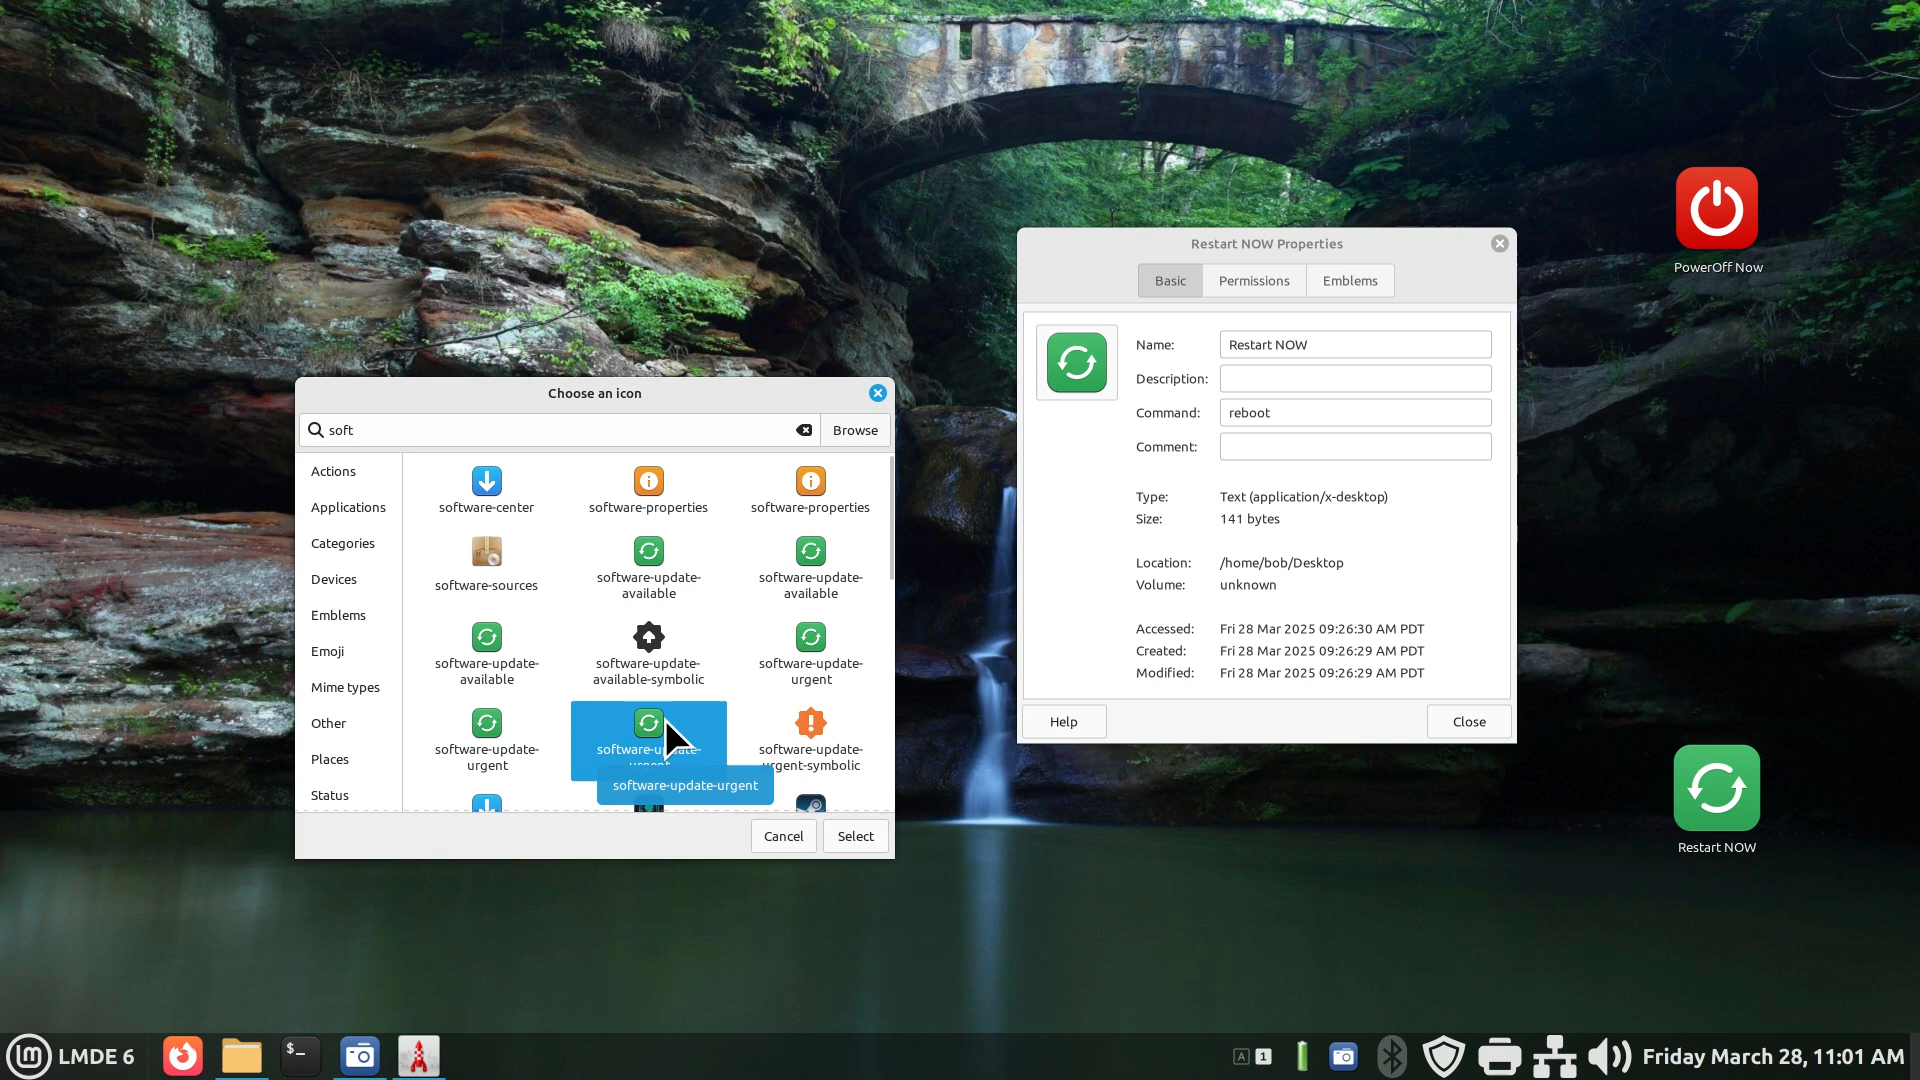 PowerOff Now
Restart NOW Properties
Basic
Permissions
Emblems
Name:
Restart NOW
Description:
Command:
reboot
Comment:
Type:
Text (application/x-desktop)
Size:
141 bytes
Location:
/home/bob/Desktop
Volume:
unknown
Accessed:
Fri 28 Mar 2025 09:26:30 AM PDT
Created:
Fri 28 Mar 2025 09:26:29 AM PDT
Modified:
Fri 28 Mar 2025 09:26:29 AM PDT
Help
Close
Choose an icon
soft
Browse
Actions
Applications
Categories
Devices
Emblems
Emoji
Mime types
Other
Places
Status
software-center
software-properties
software-properties
software-sources
software-update-
available
software-update-
available
software-update-
available
software-update-
available-symbolic
software-update-
urgent
software-update-
urgent
software-update-
urgent
software-update-
urgent-symbolic
software-update-urgent
Cancel
Select
Restart NOW
LMDE 6
$_
A
1
Friday March 28, 11:01 AM